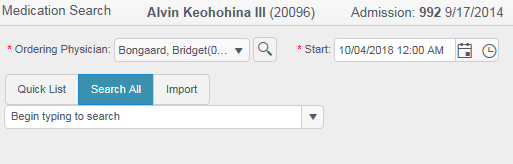 Medication Search Alvin Keohohina III (20096) Admission: 992 9/17/2014
* Ordering Physician: Bongaard, Bridget(0... * Start: 10/04/2018 12:00 AM
Quick List Search All Import
Begin typing to search